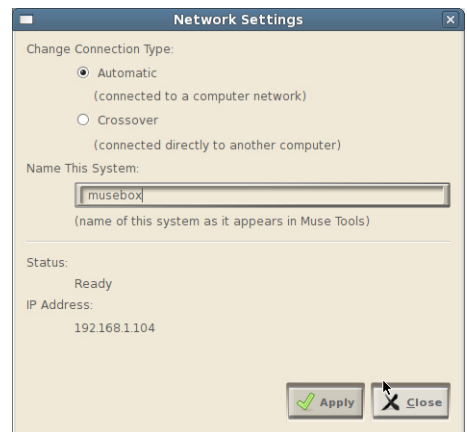 Network Settings
Change Connection Type:
Automatic
(connected to a computer network)
Crossover
(connected directly to another computer)
Name This System:
musebox
(name of this system as it appears in Muse Tools)
Status:
Ready
IP Address:
192.168.1.104
Apply
Close